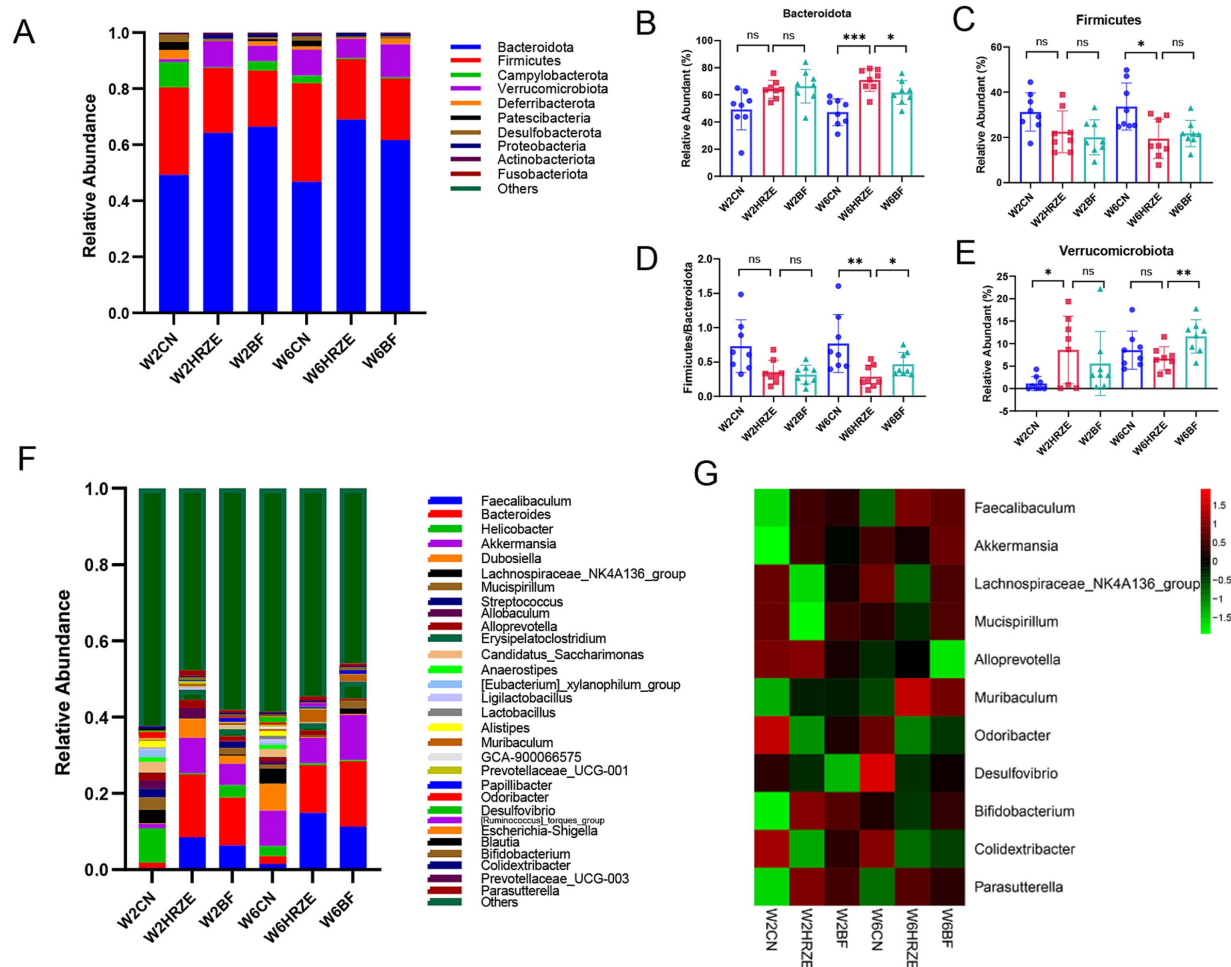 A
Relative Abundance
1.0
0.8
0.6
0.4
0.2
0.0
W2CN
W2HRZE
W2BF
W6CN
W6HRZE
W6BF
Bacteroidota
Firmicutes
Campylobacterota
Verrucomicrobiota
Deferribacterota
Patescibacteria
Desulfobacterota
Proteobacteria
Actinobacteriota
Fusobacteriota
Others
B
Bacteroidota
Relative Abundant (%)
100
80
60
40
20
0
ns
ns
***
*
W2CN
W2HRZE
W2BF
W6CN
W6HRZE
W6BF
C
Firmicutes
Relative Abundant (%)
60
40
20
0
ns
ns
*
ns
W2CN
W2HRZE
W2BF
W6CN
W6HRZE
W6BF
D
Firmicutes/Bacteroidota
2.0
1.5
1.0
0.5
0.0
ns
ns
**
*
W2CN
W2HRZE
W2BF
W6CN
W6HRZE
W6BF
E
Verrucomicrobiota
Relative Abundant (%)
25
20
15
10
5
0
-5
*
ns
ns
**
W2CN
W2HRZE
W2BF
W6CN
W6HRZE
W6BF
F
Relative Abundance
1.0
0.8
0.6
0.4
0.2
0.0
W2CN
W2HRZE
W2BF
W6CN
W6HRZE
W6BF
Faecalibaculum
Bacteroides
Helicobacter
Akkermansia
Dubosiella
Lachnospiraceae_NK4A136_group
Mucispirillum
Streptococcus
Allobaculum
Alloprevotella
Erysipelatoclostridium
Candidatus_Saccharimonas
Anaerostipes
[Eubacterium]_xylanophilum_group
Ligilactobacillus
Lactobacillus
Alistipes
Muribaculum
GCA-900066575
Prevotellaceae_UCG-001
Papillibacter
Odoribacter
Desulfovibrio
[Ruminococcus]_torques_group
Escherichia-Shigella
Blautia
Bifidobacterium
Colidextribacter
Prevotellaceae_UCG-003
Parasutterella
Others
G
Faecalibaculum
Akkermansia
Lachnospiraceae_NK4A136_group
Mucispirillum
Alloprevotella
Muribaculum
Odoribacter
Desulfovibrio
Bifidobacterium
Colidextribacter
Parasutterella
W2CN
W2HRZE
W2BF
W6CN
W6HRZE
W6BF
1.5
1
0.5
0
−0.5
−1
−1.5